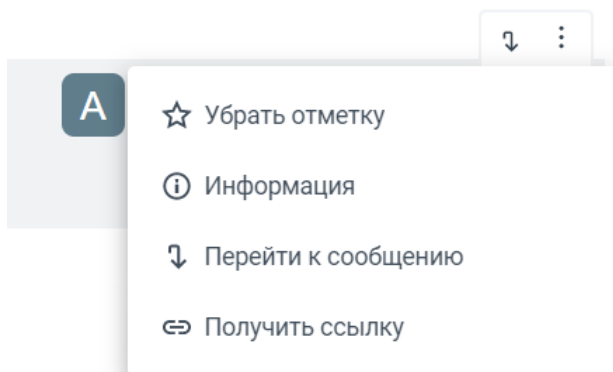 А
Убрать отметку
Информация
Перейти к сообщению
Получить ссылку